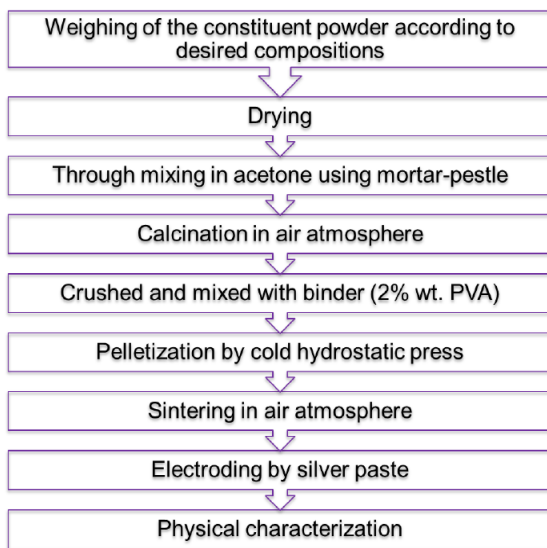 Weighing of the constituent powder according to
desired compositions
Drying
Through mixing in acetone using mortar-pestle
Calcination in air atmosphere
Crushed and mixed with binder (2% wt. PVA)
Pelletization by cold hydrostatic press
Sintering in air atmosphere
Electroding by silver paste
Physical characterization